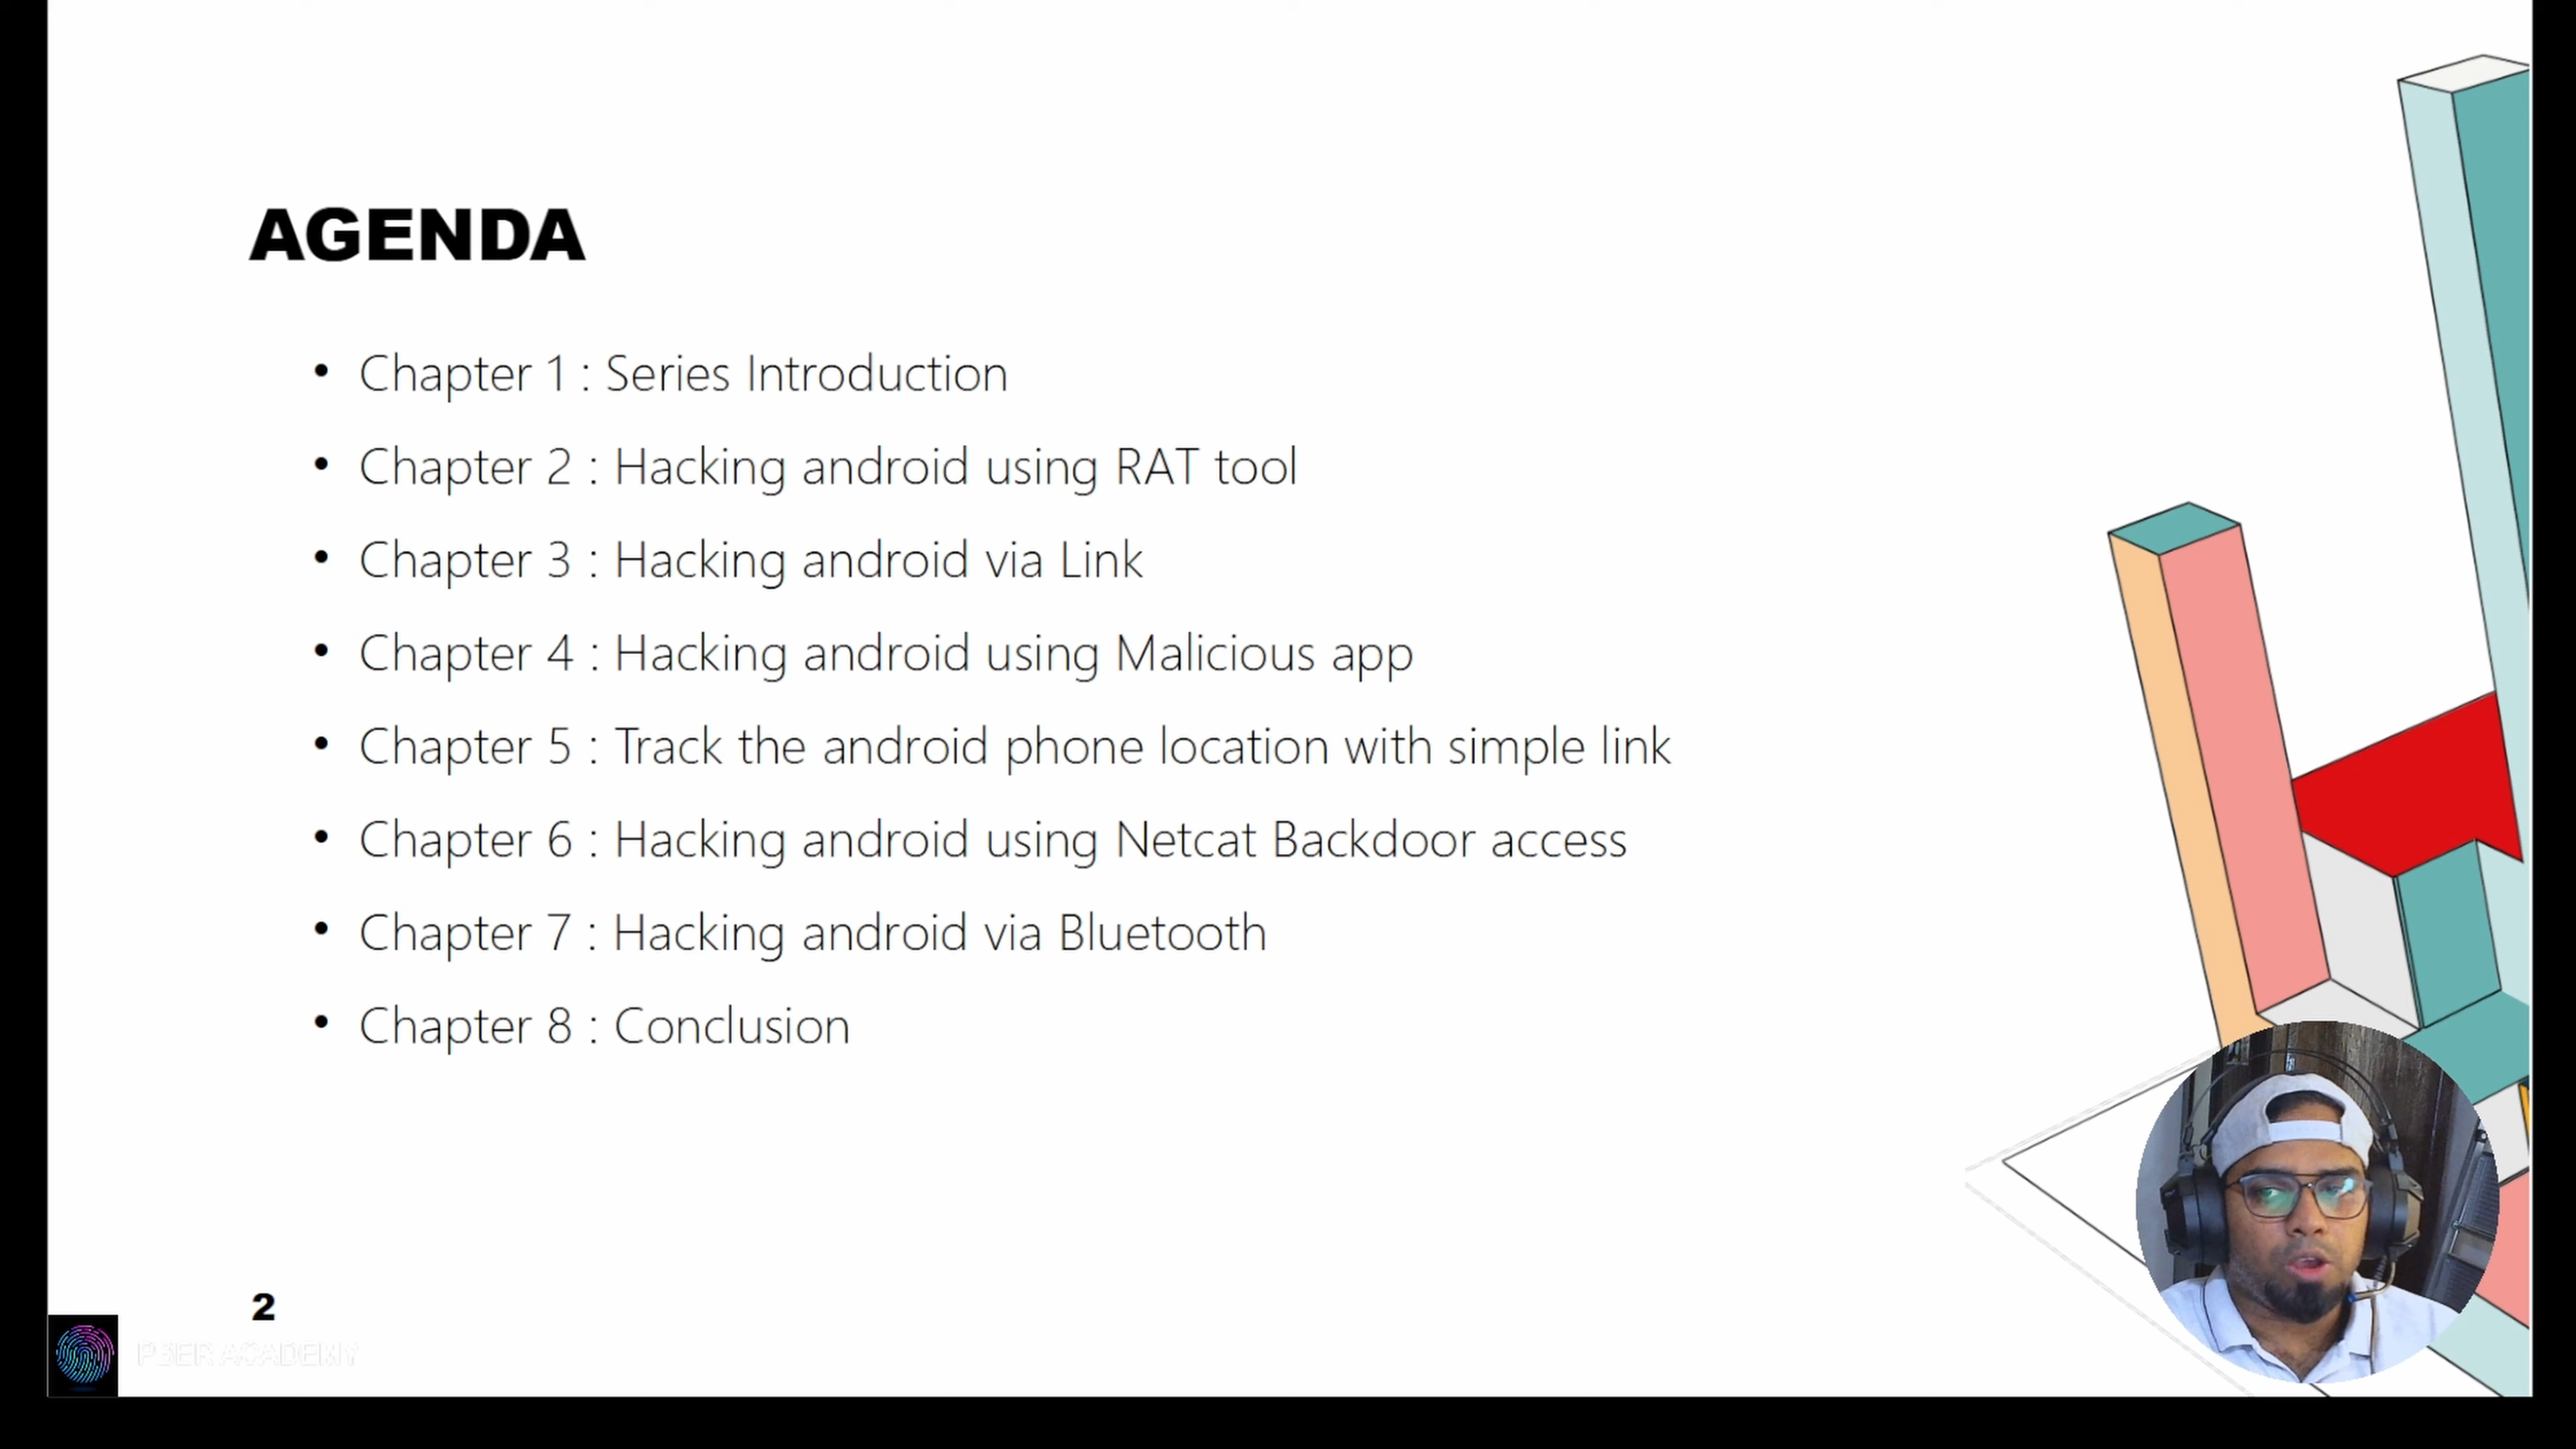 AGENDA
• Chapter 1 : Series Introduction
• Chapter 2 : Hacking android using RAT tool
• Chapter 3 : Hacking android via Link
• Chapter 4 : Hacking android using Malicious app
• Chapter 5 : Track the android phone location with simple link
• Chapter 6 : Hacking android using Netcat Backdoor access
• Chapter 7 : Hacking android via Bluetooth
• Chapter 8 : Conclusion
2
ACADEMY